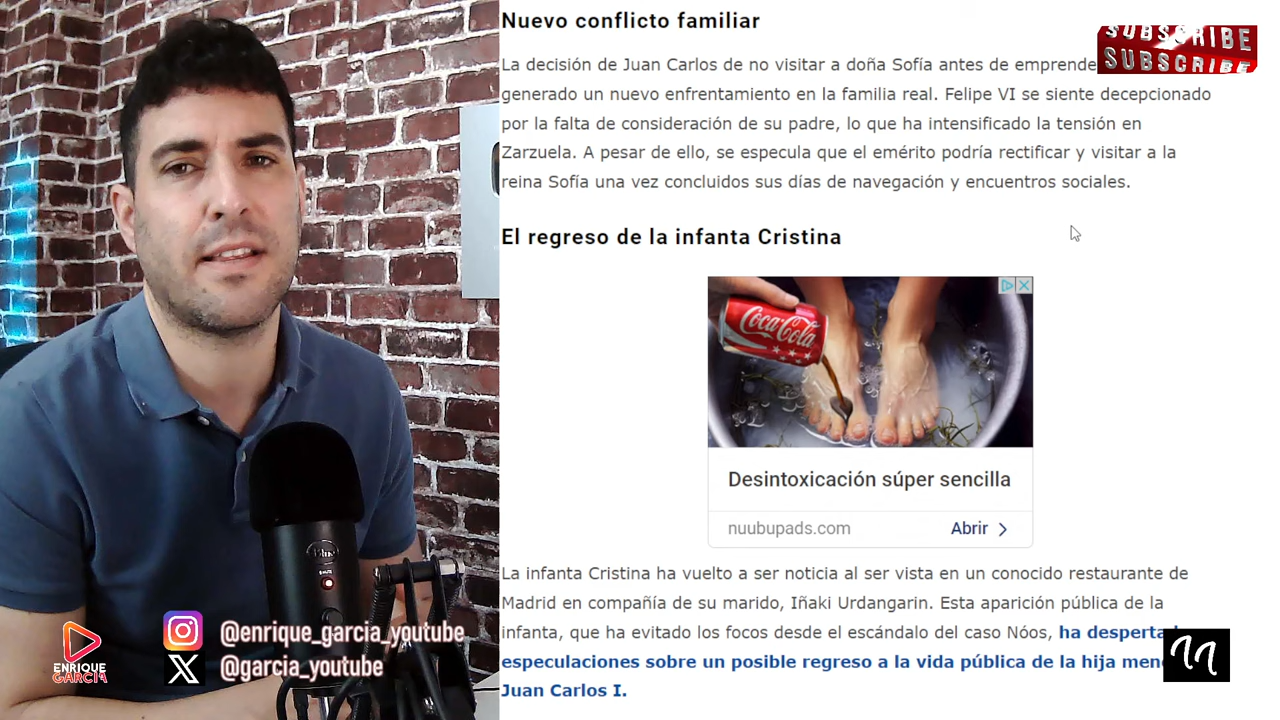 Nuevo conflicto familiar
SUBSCRIBE
SUBSCRIBE
La decisión de Juan Carlos de no visitar a doña Sofía antes de
generado un nuevo enfrentamiento en la familia real. Felipe VI se siente decepcionado
por la falta de consideración de su padre, lo que ha intensificado la tensión en
Zarzuela. A pesar de ello, se especula que el emérito podría rectificar y visitar a la
reina Sofía una vez concluidos sus días de navegación y encuentros sociales.
El regreso de la infanta Cristina
Coca-Cola
Desintoxicación súper sencilla
nuubupads.com
Abrir
La infanta Cristina ha vuelto a ser noticia al ser vista en un conocido restaurante de
Madrid en compañía de su marido, Iñaki Urdangarin. Esta aparición pública de la
infanta, que ha evitado los focos desde el escándalo del caso Nóos, ha
especulaciones sobre un posible regreso a la vida pública de la hija
Juan Carlos I.
blue
@enrique_garcia_youtube
@garcia_youtube
ENRIQUE
GARCIA